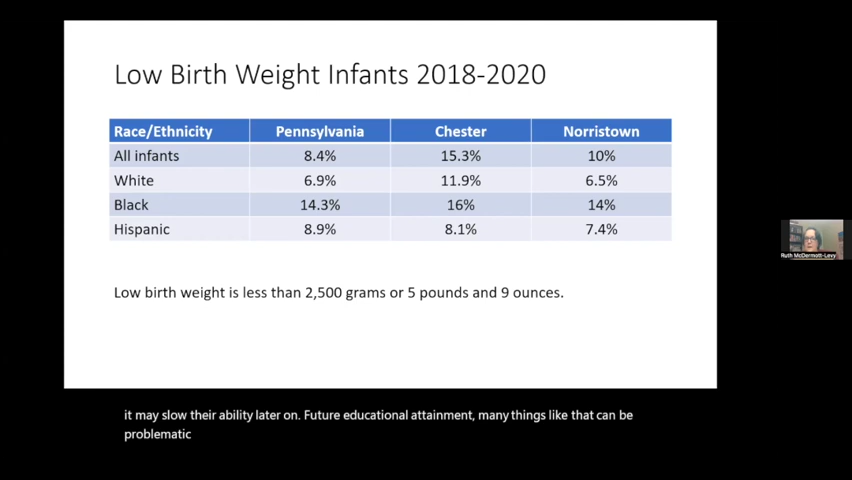 Low Birth Weight Infants 2018-2020
Race/Ethnicity Pennsylvania Chester Norristown
All infants 8.4% 15.3% 10%
White 6.9% 11.9% 6.5%
Black 14.3% 16% 14%
Hispanic 8.9% 8.1% 7.4%
Ruth McDermott-Levy
Low birth weight is less than 2,500 grams or 5 pounds and 9 ounces.
it may slow their ability later on. Future educational attainment, many things like that can be
problematic